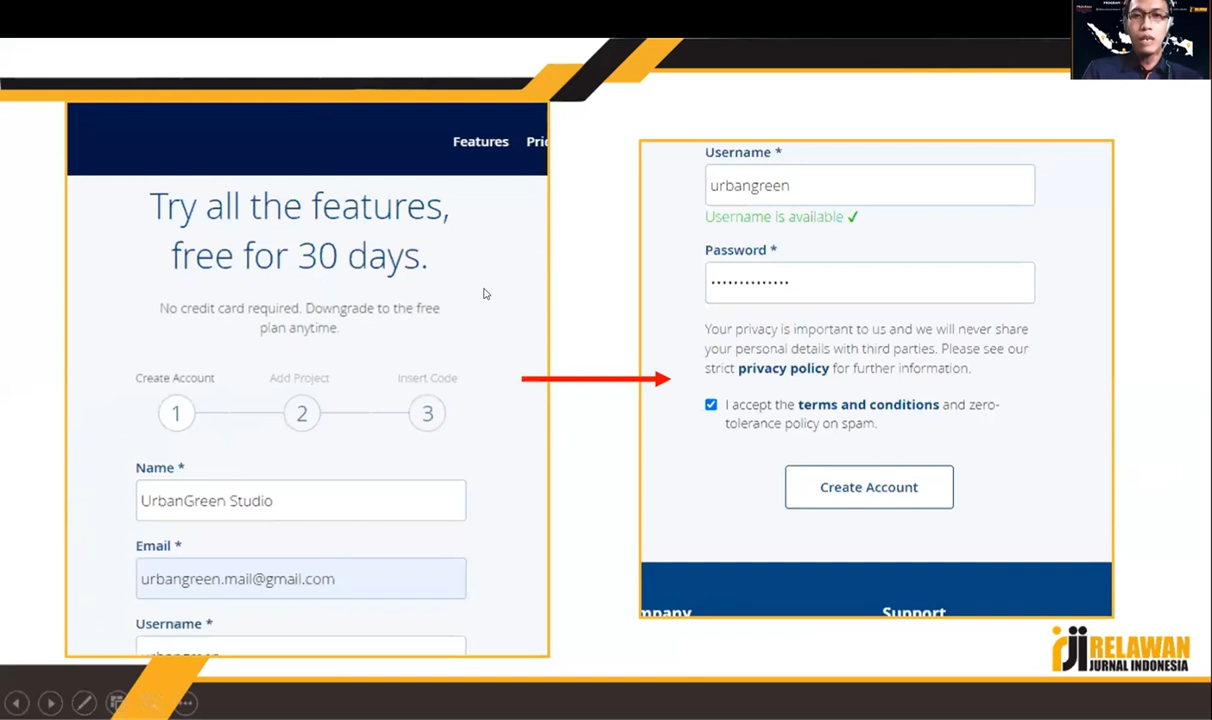 Features Pric
Try all the features,
free for 30 days.
No credit card required. Downgrade to the free
plan anytime.
Create Account Add Project Insert Code
1 2 3
Name *
UrbanGreen Studio
Email *
urbangreen.mail@gmail.com
Username *
Username *
urbangreen
Username is available ✓
Password *
••••••••••••••
Your privacy is important to us and we will never share
your personal details with third parties. Please see our
strict privacy policy for further information.
I accept the terms and conditions and zero-
tolerance policy on spam.
Create Account
mpany Support
RELAWAN
JURNAL INDONESIA